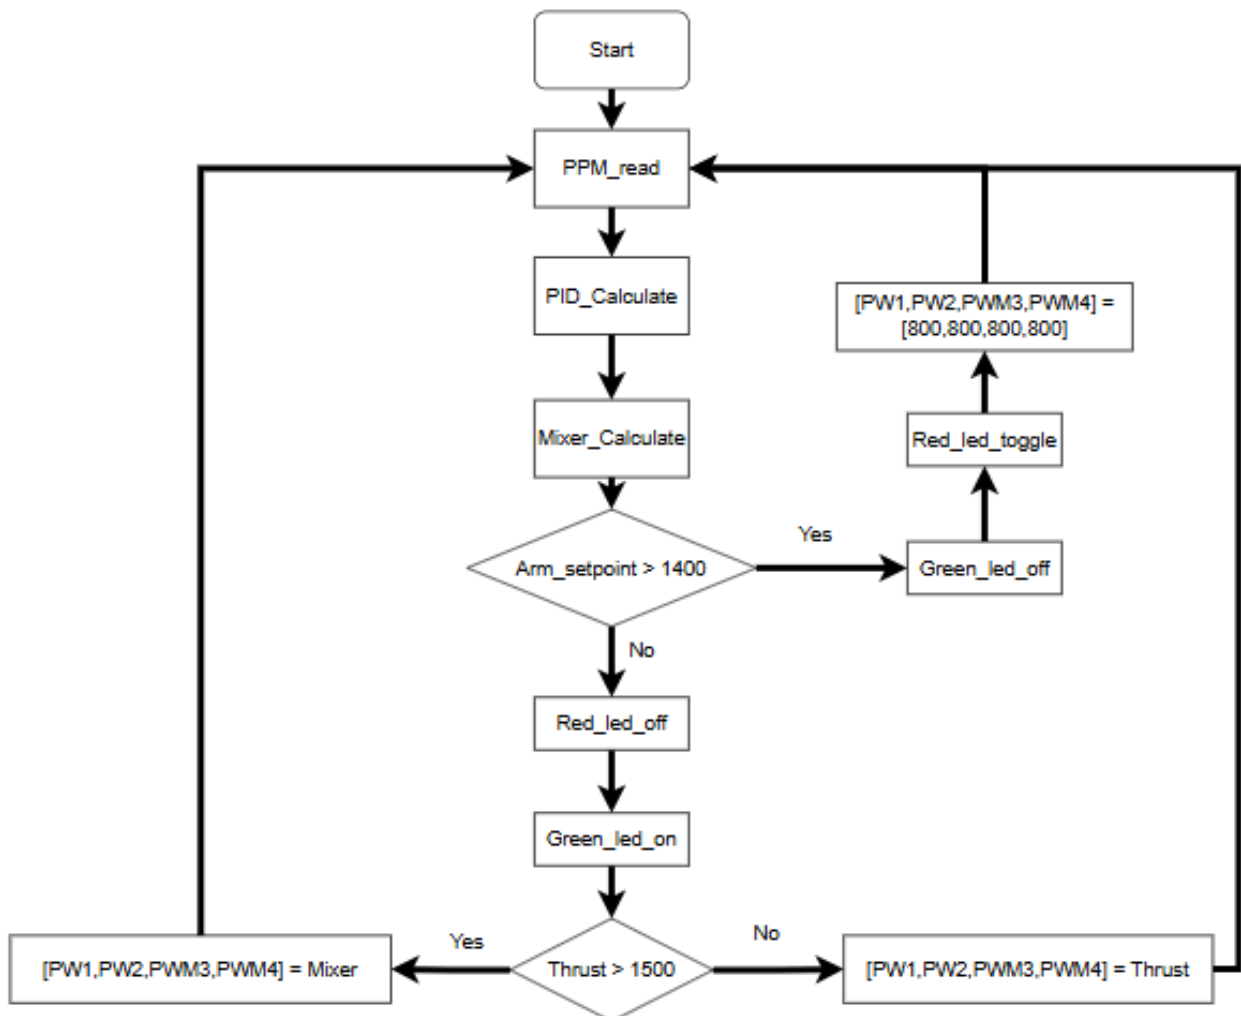 Start
PPM_read
PID_Calculate
[PW1,PW2,PWM3,PWM4] =
[800,800,800,800]
Mixer_Calculate
Red_led_toggle
Yes
Arm_setpoint > 1400
Green_led_off
No
Red_led_off
Green_led_on
Yes
No
[PW1,PW2,PWM3,PWM4] = Mixer
Thrust > 1500
[PW1,PW2,PWM3,PWM4] = Thrust